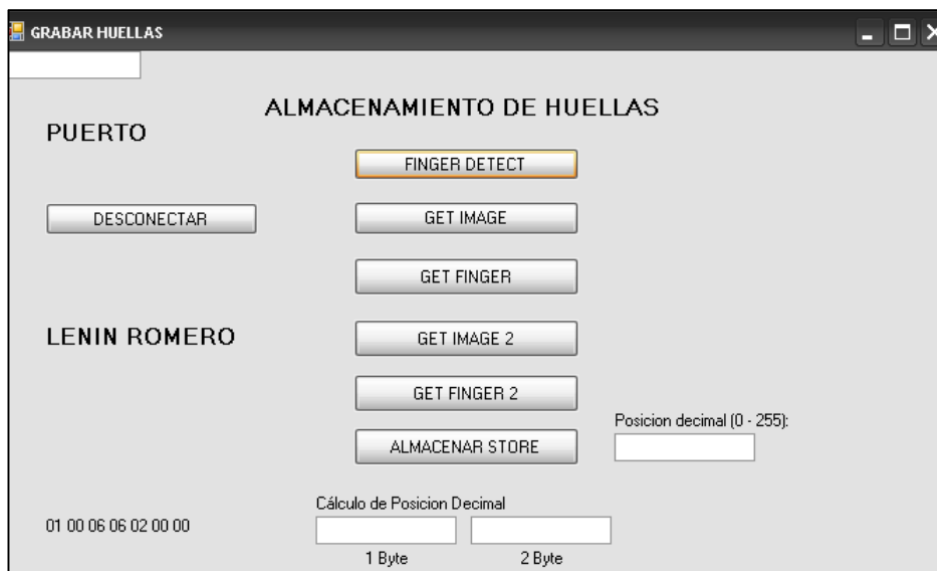 GRABAR HUELLAS
ALMACENAMIENTO DE HUELLAS
PUERTO
FINGER DETECT
DESCONECTAR
GET IMAGE
GET FINGER
LENIN ROMERO
GET IMAGE 2
GET FINGER 2
Posicion decimal (0 - 255):
ALMACENAR STORE
Cálculo de Posicion Decimal
01 00 06 06 02 00 00
1 Byte
2 Byte